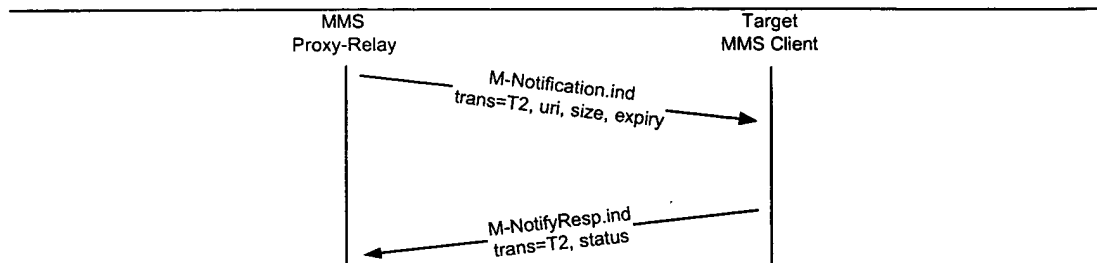 MMS
Proxy-Relay
Target
MMS Client
M-Notification.ind
trans=T2, uri, size, expiry
M-NotifyResp.ind
trans=T2, status